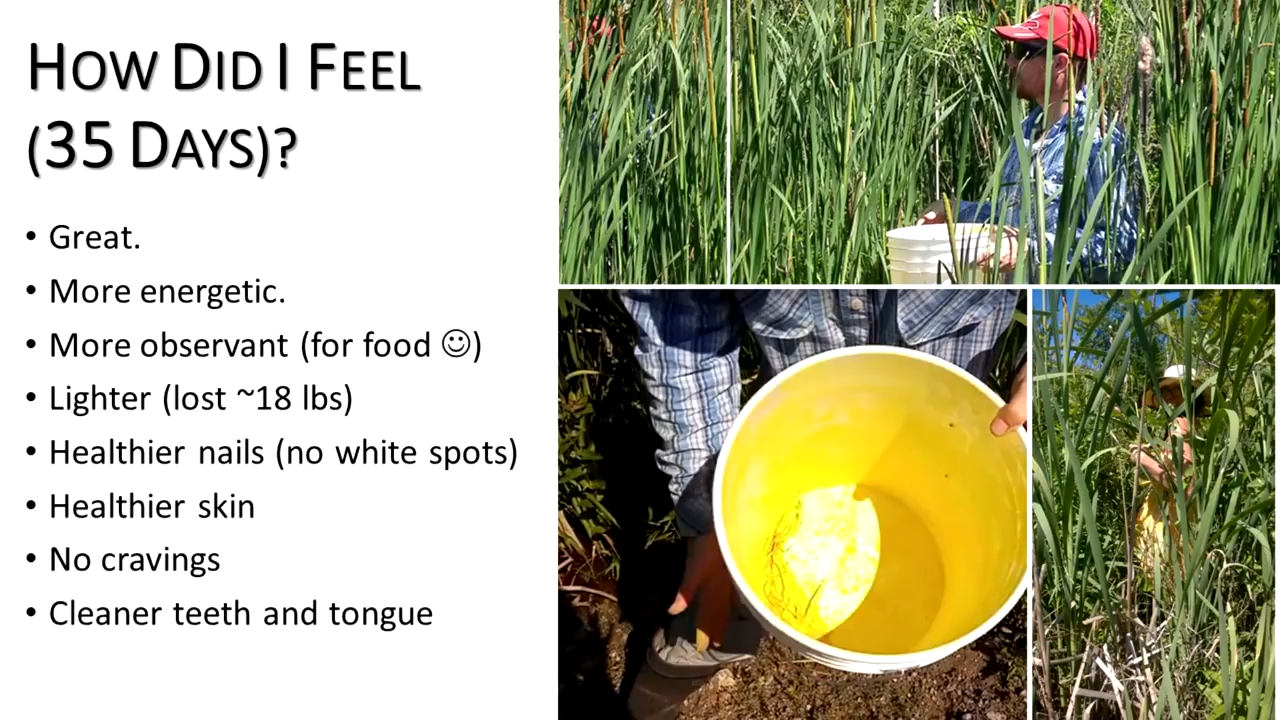 How Did I Feel
(35 Days)?
• Great.
• More energetic.
• More observant (for food ☺)
• Lighter (lost ~18 lbs)
• Healthier nails (no white spots)
• Healthier skin
• No cravings
• Cleaner teeth and tongue